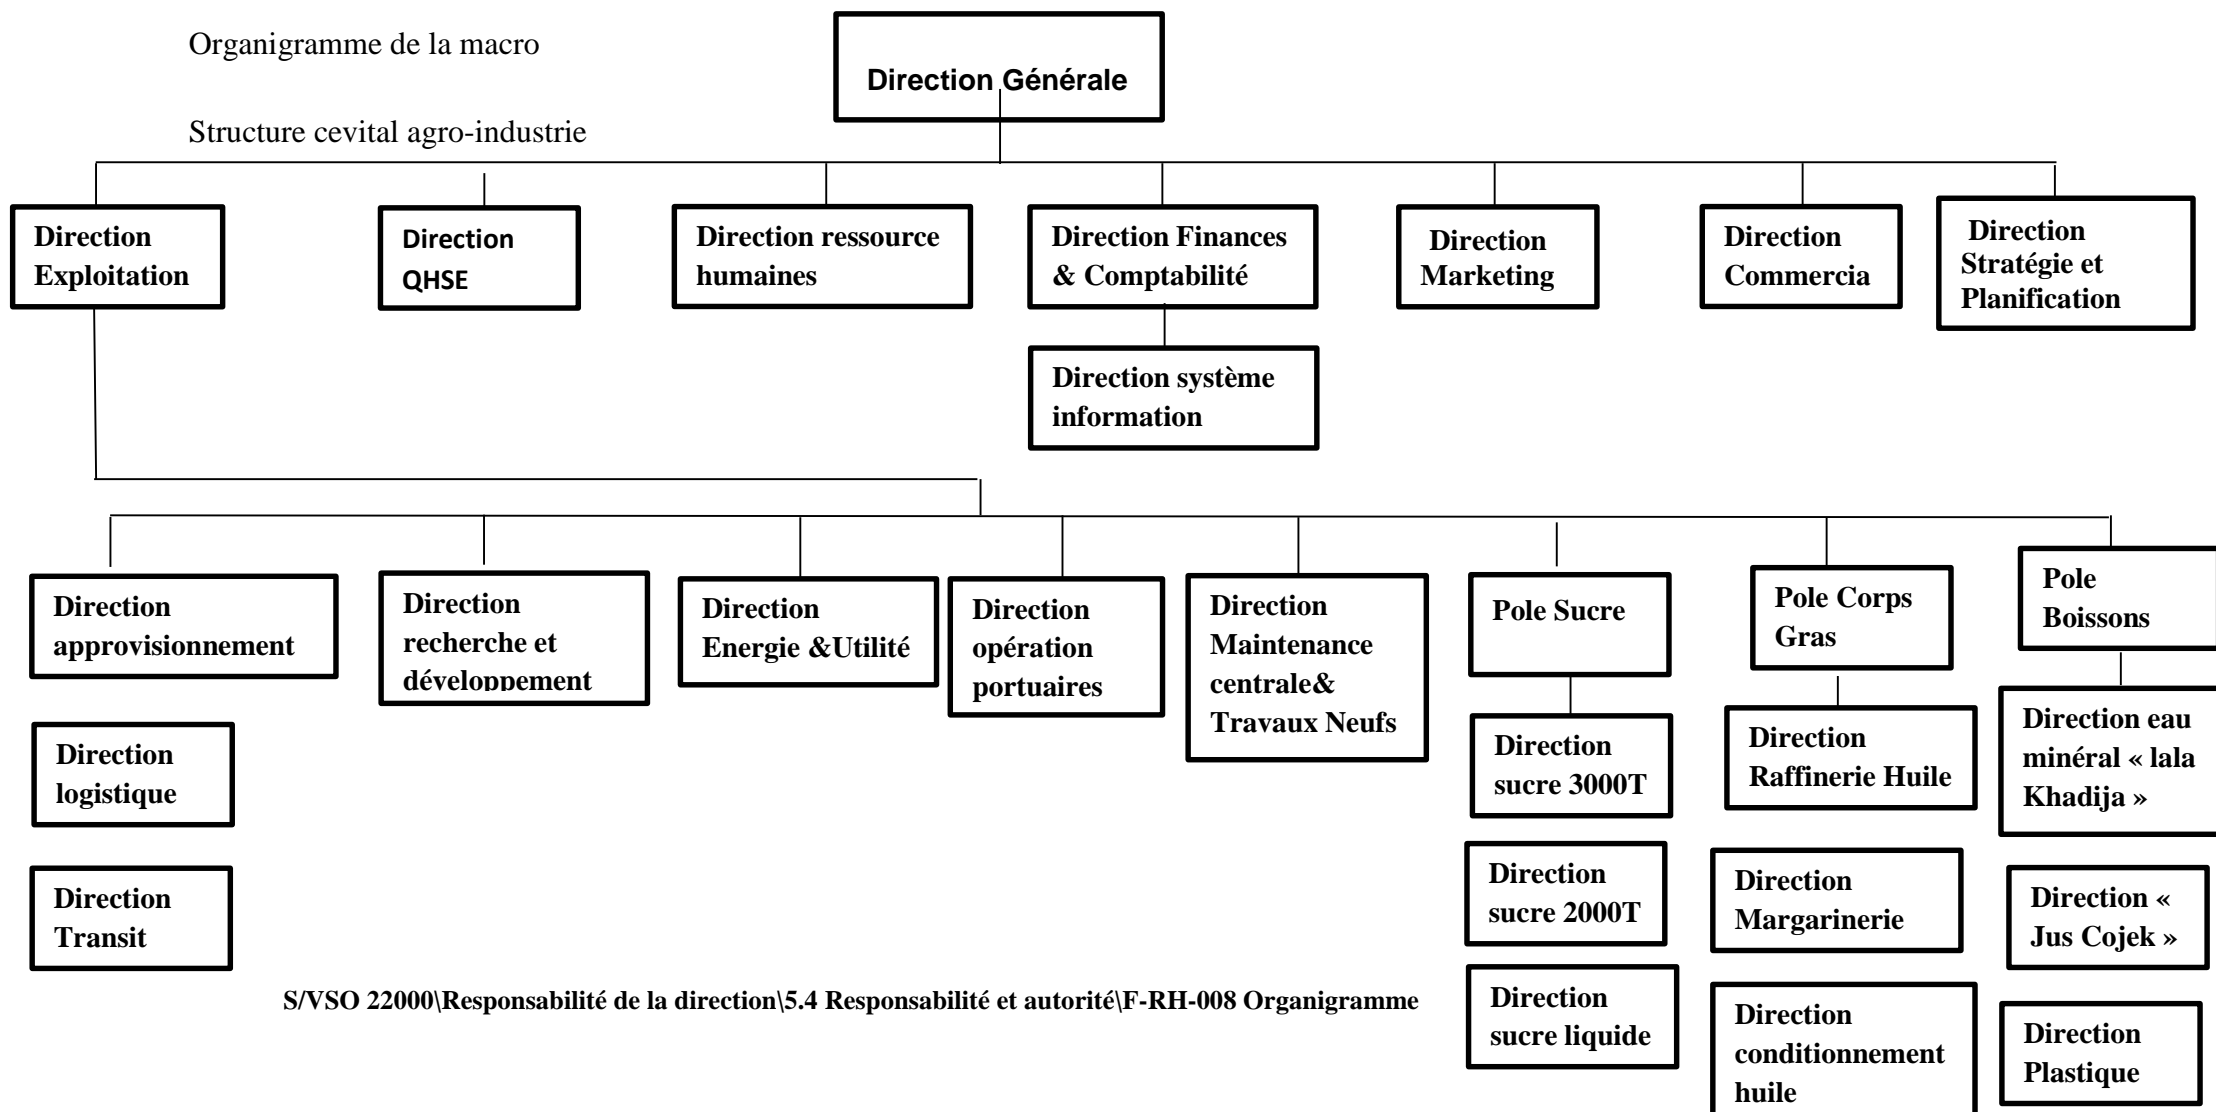 Organigramme de la macro
Structure cevital agro-industrie
Direction Générale
Direction
Exploitation
Direction
QHSE
Direction ressource
humaines
Direction Finances
& Comptabilité
Direction
Marketing
Direction
Commercia
Direction
Stratégie et
Planification
Direction système
information
Direction
approvisionnement
Direction
recherche et
développement
Direction
Energie &Utilité
Direction
opération
portuaires
Direction
Maintenance
centrale&
Travaux Neufs
Pole Sucre
Pole Corps
Gras
Pole
Boissons
Direction
logistique
Direction
Transit
Direction
sucre 3000T
Direction
sucre 2000T
Direction
sucre liquide
Direction
Raffinerie Huile
Direction
Margarinerie
Direction
conditionnement
huile
Direction eau
minéral « lala
Khadija »
Direction «
Jus Cojek »
Direction
Plastique
S/VSO 22000\Responsabilité de la direction\5.4 Responsabilité et autorité\F-RH-008 Organigramme